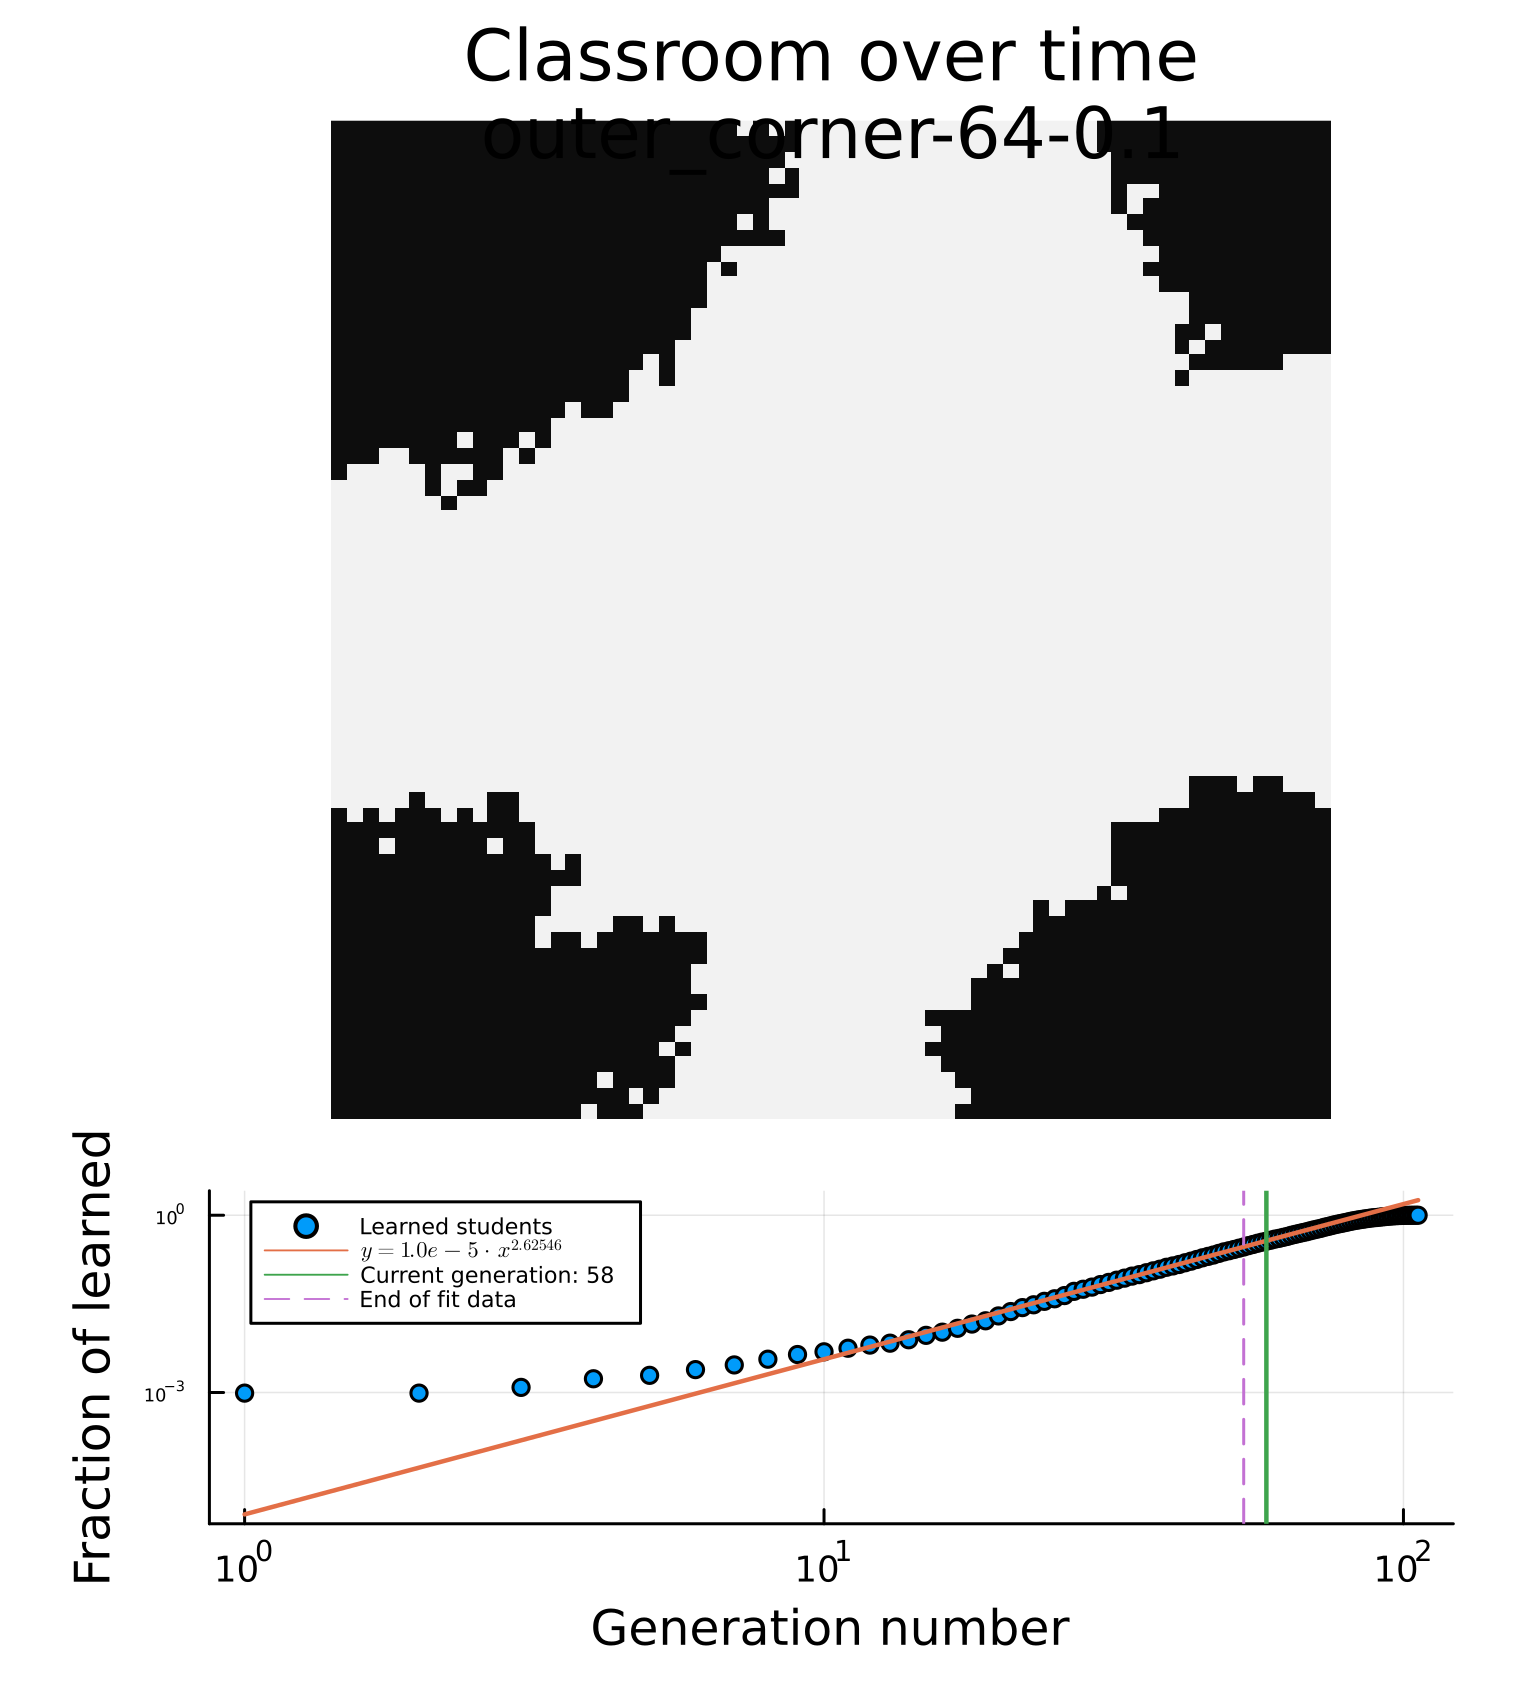 Classroom over time
outer_corner-64-0.1
Fraction of learned
10^0
10^-3
Learned students
y = 1.0e − 5 · x^2.62546
Current generation: 58
End of fit data
10^0 10^1 10^2
Generation number